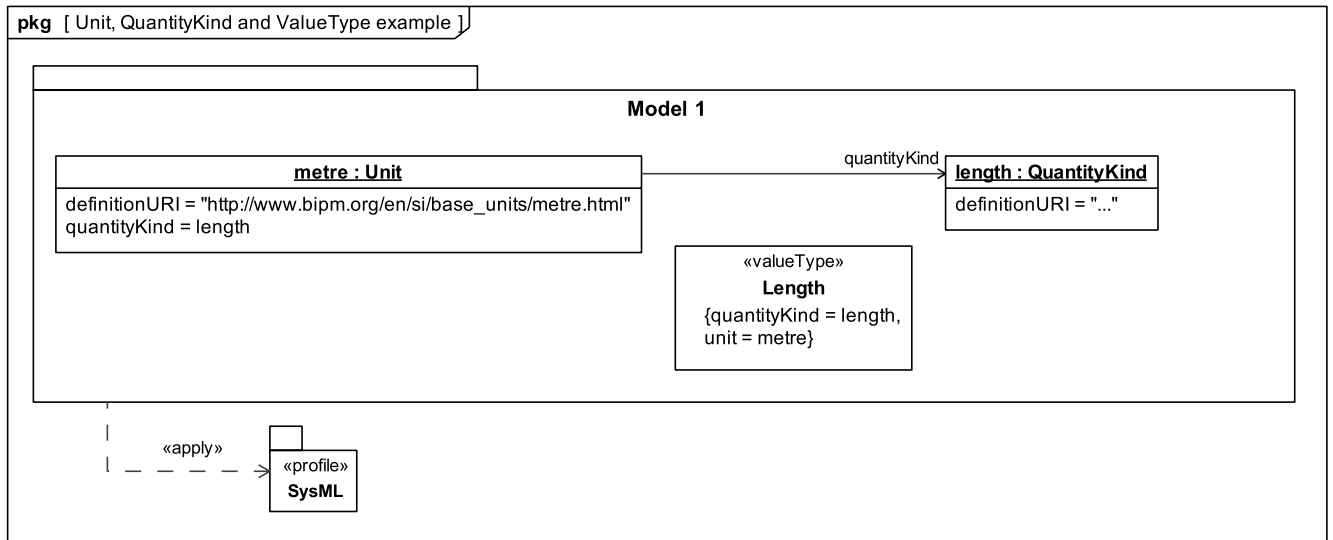 pkg [ Unit, QuantityKind and ValueType example ]
Model 1
metre : Unit
definitionURI = "http://www.bipm.org/en/si/base_units/metre.html"
quantityKind = length
quantityKind
length : QuantityKind
definitionURI = "..."
«valueType»
Length
{quantityKind = length,
unit = metre}
«apply»
«profile»
SysML